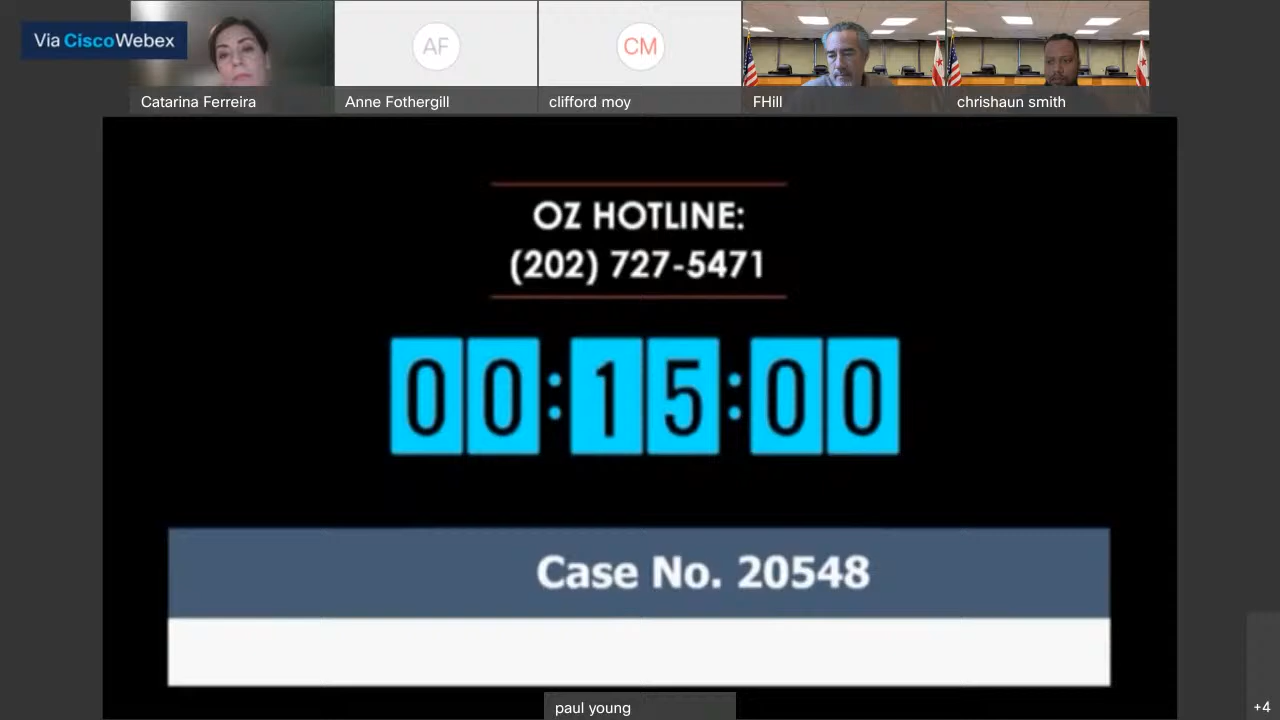 Via CiscoWebex
AF
CM
Catarina Ferreira
Anne Fothergill
clifford moy
FHill
chrishaun smith
OZ HOTLINE:
(202) 727-5471
00:15:00
Case No. 20548
paul young
+4